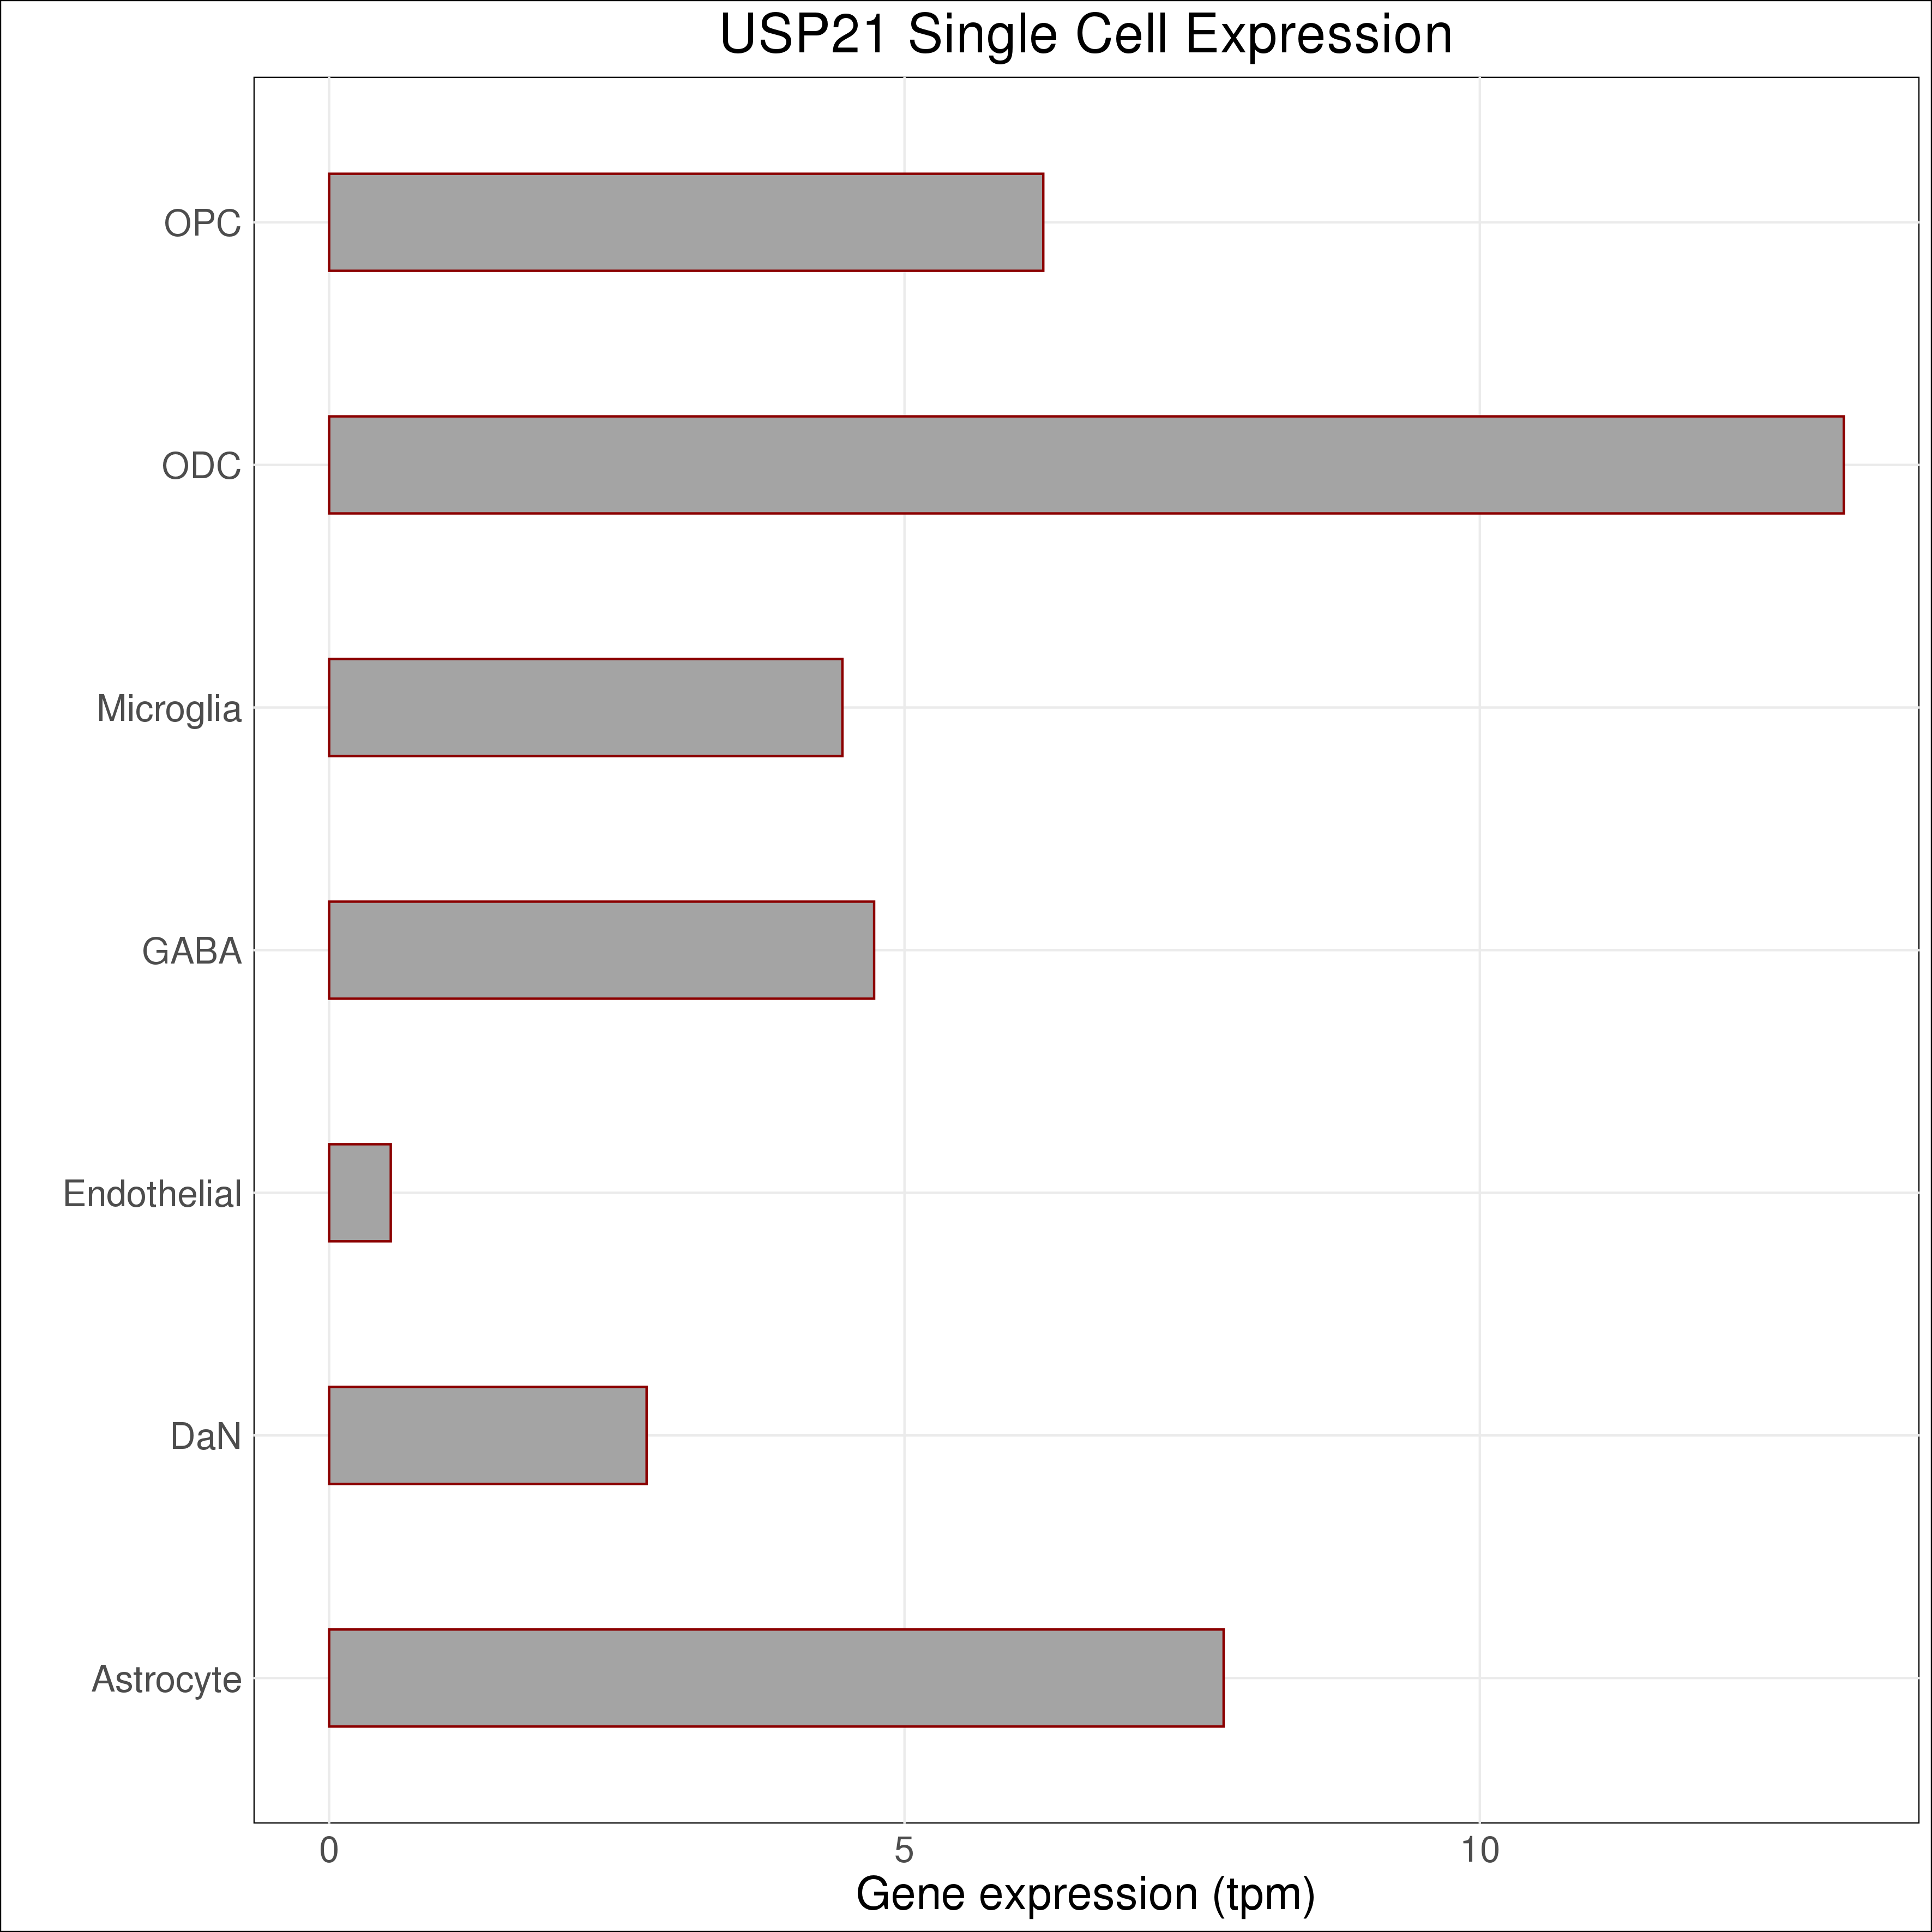 USP21 Single Cell Expression
OPC
ODC
Microglia
GABA
Endothelial
DaN
Astrocyte
0 5 10
Gene expression (tpm)